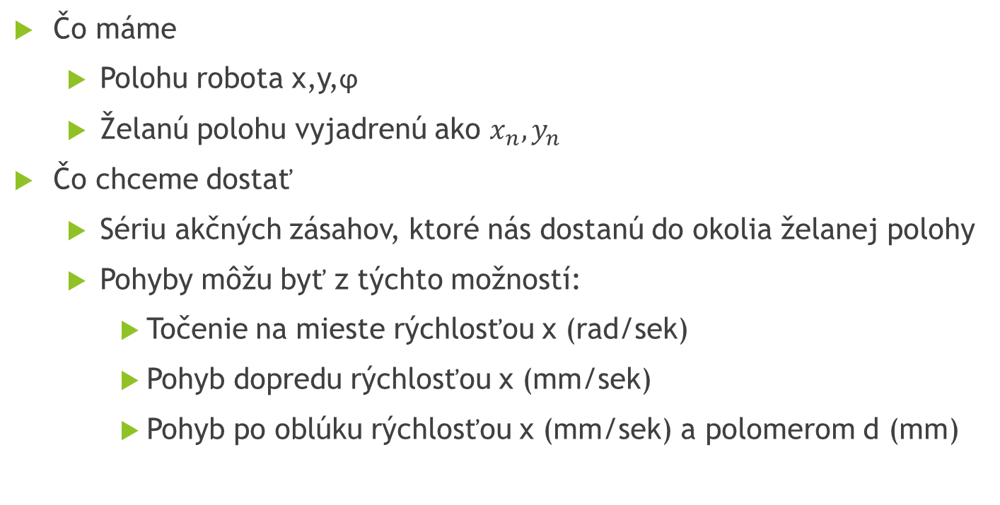 Čo máme
Polohu robota x,y,φ
Želanú polohu vyjadrenú ako xₙ,yₙ
Čo chceme dostať
Sériu akčných zásahov, ktoré nás dostanú do okolia želanej polohy
Pohyby môžu byť z týchto možností:
Točenie na mieste rýchlosťou x (rad/sek)
Pohyb dopredu rýchlosťou x (mm/sek)
Pohyb po oblúku rýchlosťou x (mm/sek) a polomerom d (mm)